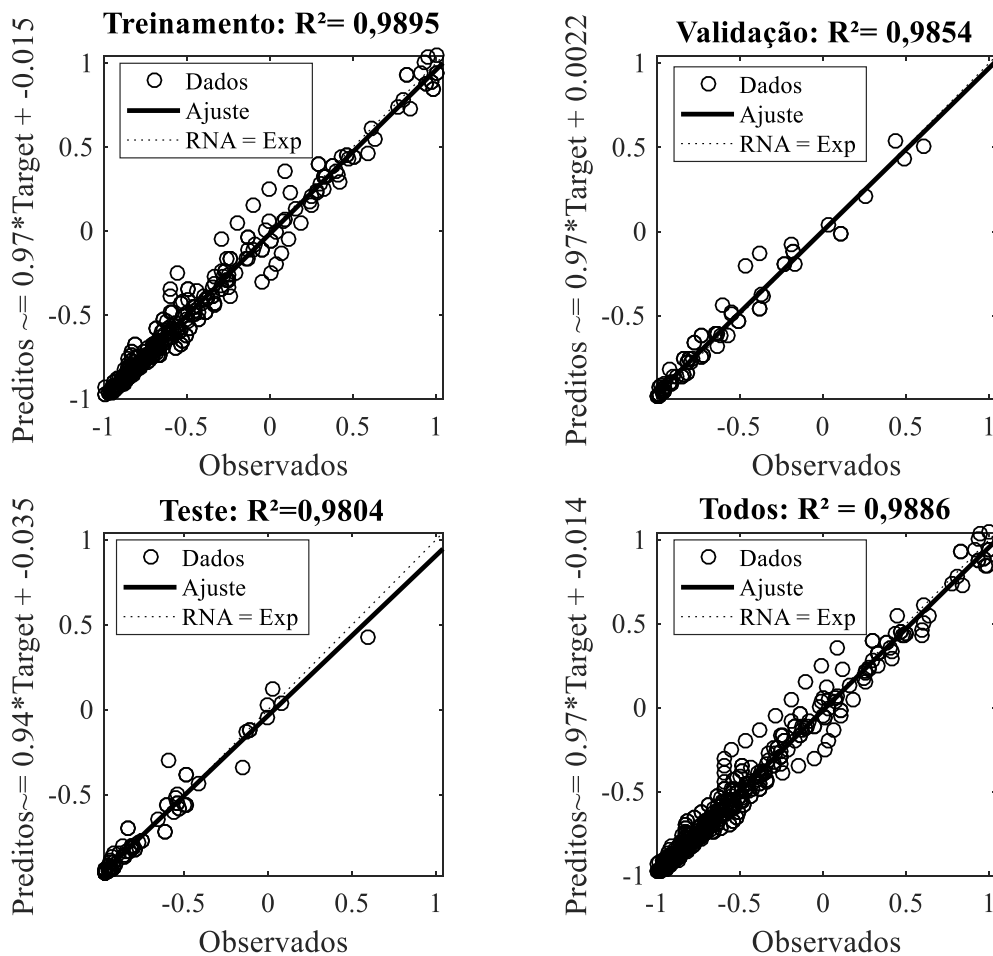 Treinamento: R²= 0,9895
Preditos ~= 0.97*Target + -0.015
1
0.5
0
-0.5
-1
Dados
Ajuste
RNA = Exp
-1
-0.5
0
0.5
1
Observados
Validação: R²= 0,9854
Preditos ~= 0.97*Target + 0.0022
1
0.5
0
-0.5
Dados
Ajuste
RNA = Exp
-0.5
0
0.5
1
Observados
Teste: R²=0,9804
Preditos~= 0.94*Target + -0.035
1
0.5
0
-0.5
Dados
Ajuste
RNA = Exp
-0.5
0
0.5
1
Observados
Todos: R² = 0,9886
Preditos~= 0.97*Target + -0.014
1
0.5
0
-0.5
-1
Dados
Ajuste
RNA = Exp
-1
-0.5
0
0.5
1
Observados